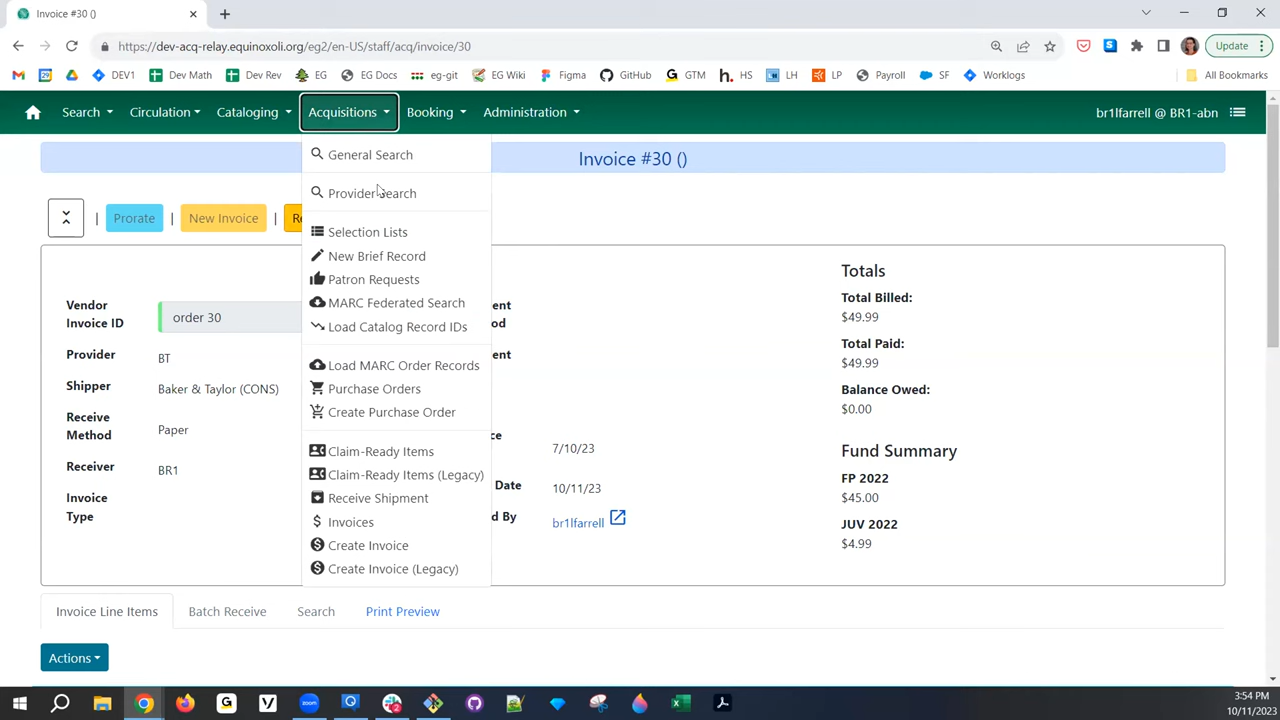 Invoice #30 ()
https://dev-acq-relay.equinoxoli.org/eg2/en-US/staff/acq/invoice/30
Update
DEV1
Dev Math
Dev Rev
EG
EG Docs
eg-git
EG Wiki
Figma
GitHub
GTM
HS
LH
LP
Payroll
SF
Worklogs
All Bookmarks
Search
Circulation
Cataloging
Acquisitions
Booking
Administration
br1lfarrell @ BR1-abn
General Search
Provider Search
Selection Lists
New Brief Record
Patron Requests
MARC Federated Search
Load Catalog Record IDs
Load MARC Order Records
Purchase Orders
Create Purchase Order
Claim-Ready Items
Claim-Ready Items (Legacy)
Receive Shipment
Invoices
Create Invoice
Create Invoice (Legacy)
Invoice #30 ()
| Prorate | New Invoice | Re
Vendor
Invoice ID
order 30
Provider
BT
Shipper
Baker & Taylor (CONS)
Receive
Method
Paper
Receiver
BR1
Invoice
Type
ent
d
ent
ce
7/10/23
Date
10/11/23
d By
br1lfarrell
Totals
Total Billed:
$49.99
Total Paid:
$49.99
Balance Owed:
$0.00
Fund Summary
FP 2022
$45.00
JUV 2022
$4.99
Invoice Line Items
Batch Receive
Search
Print Preview
Actions
zoom
3:54 PM
10/11/2023